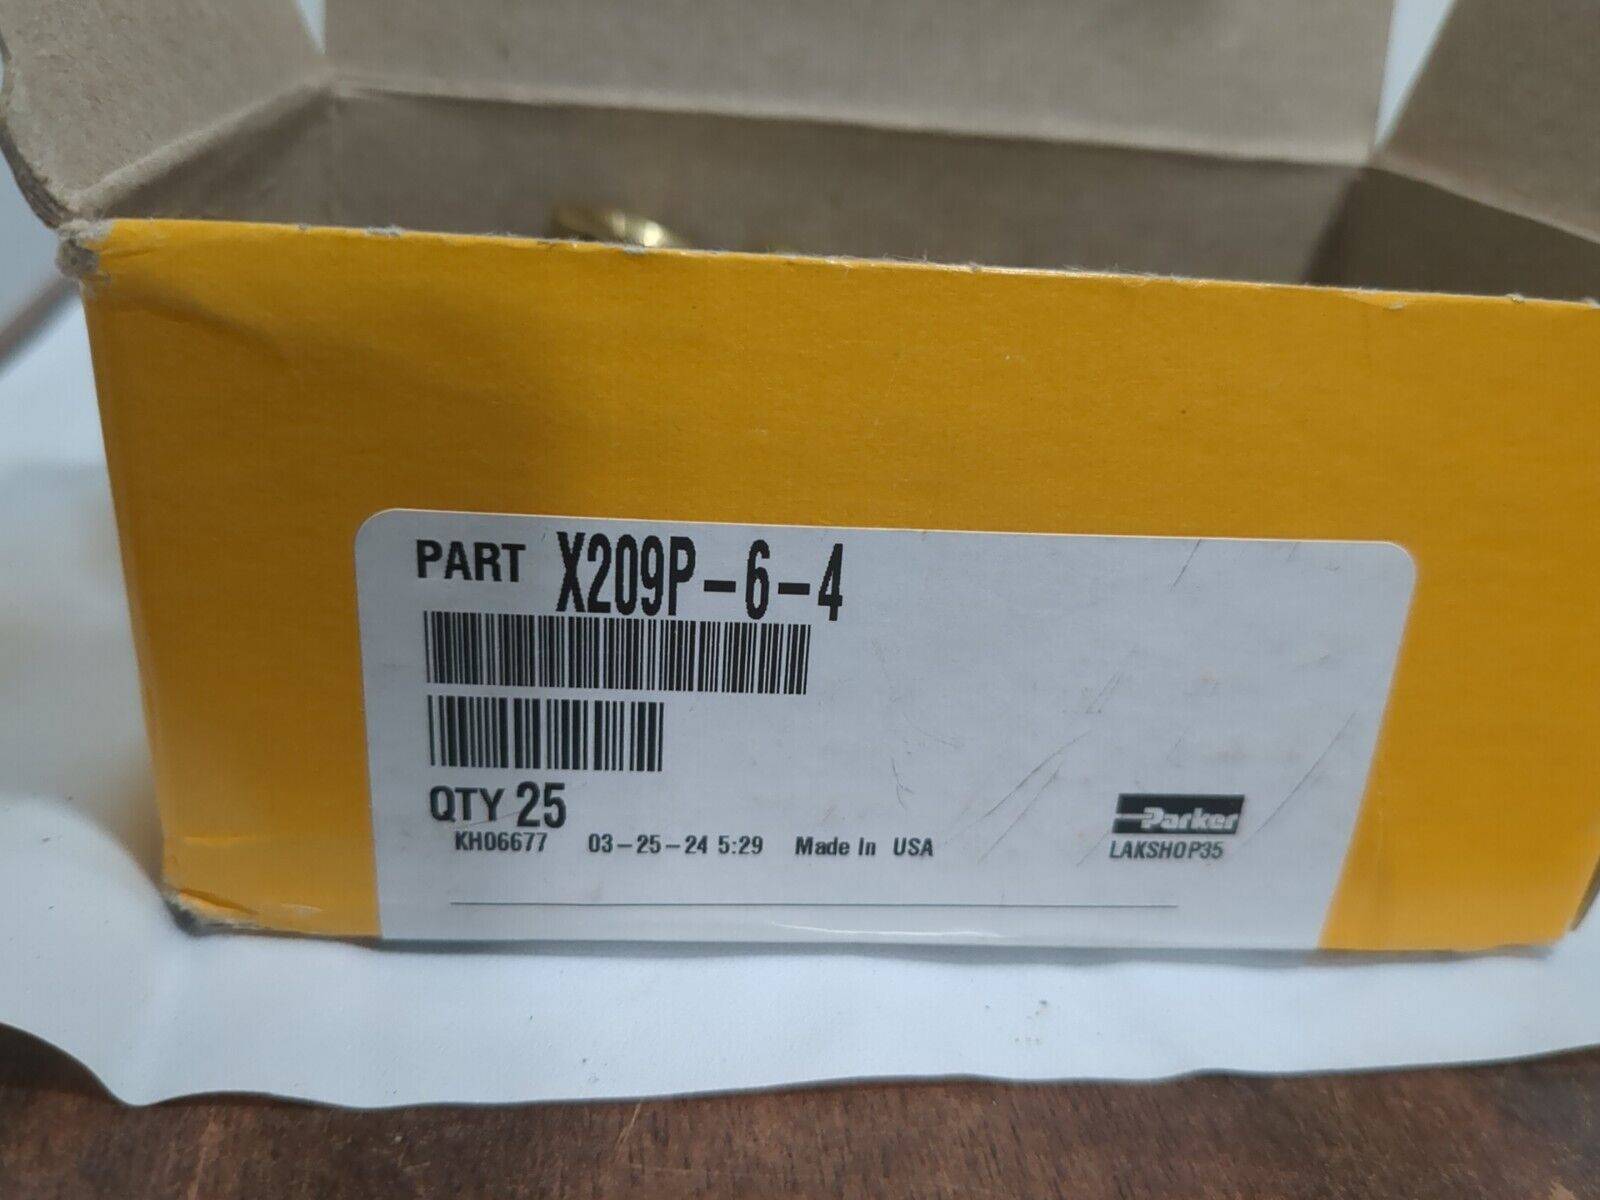 PART X209P-6-4
QTY 25
KH06677 03-25-24 5:29 Made In USA
Parker
LAKSHOP35